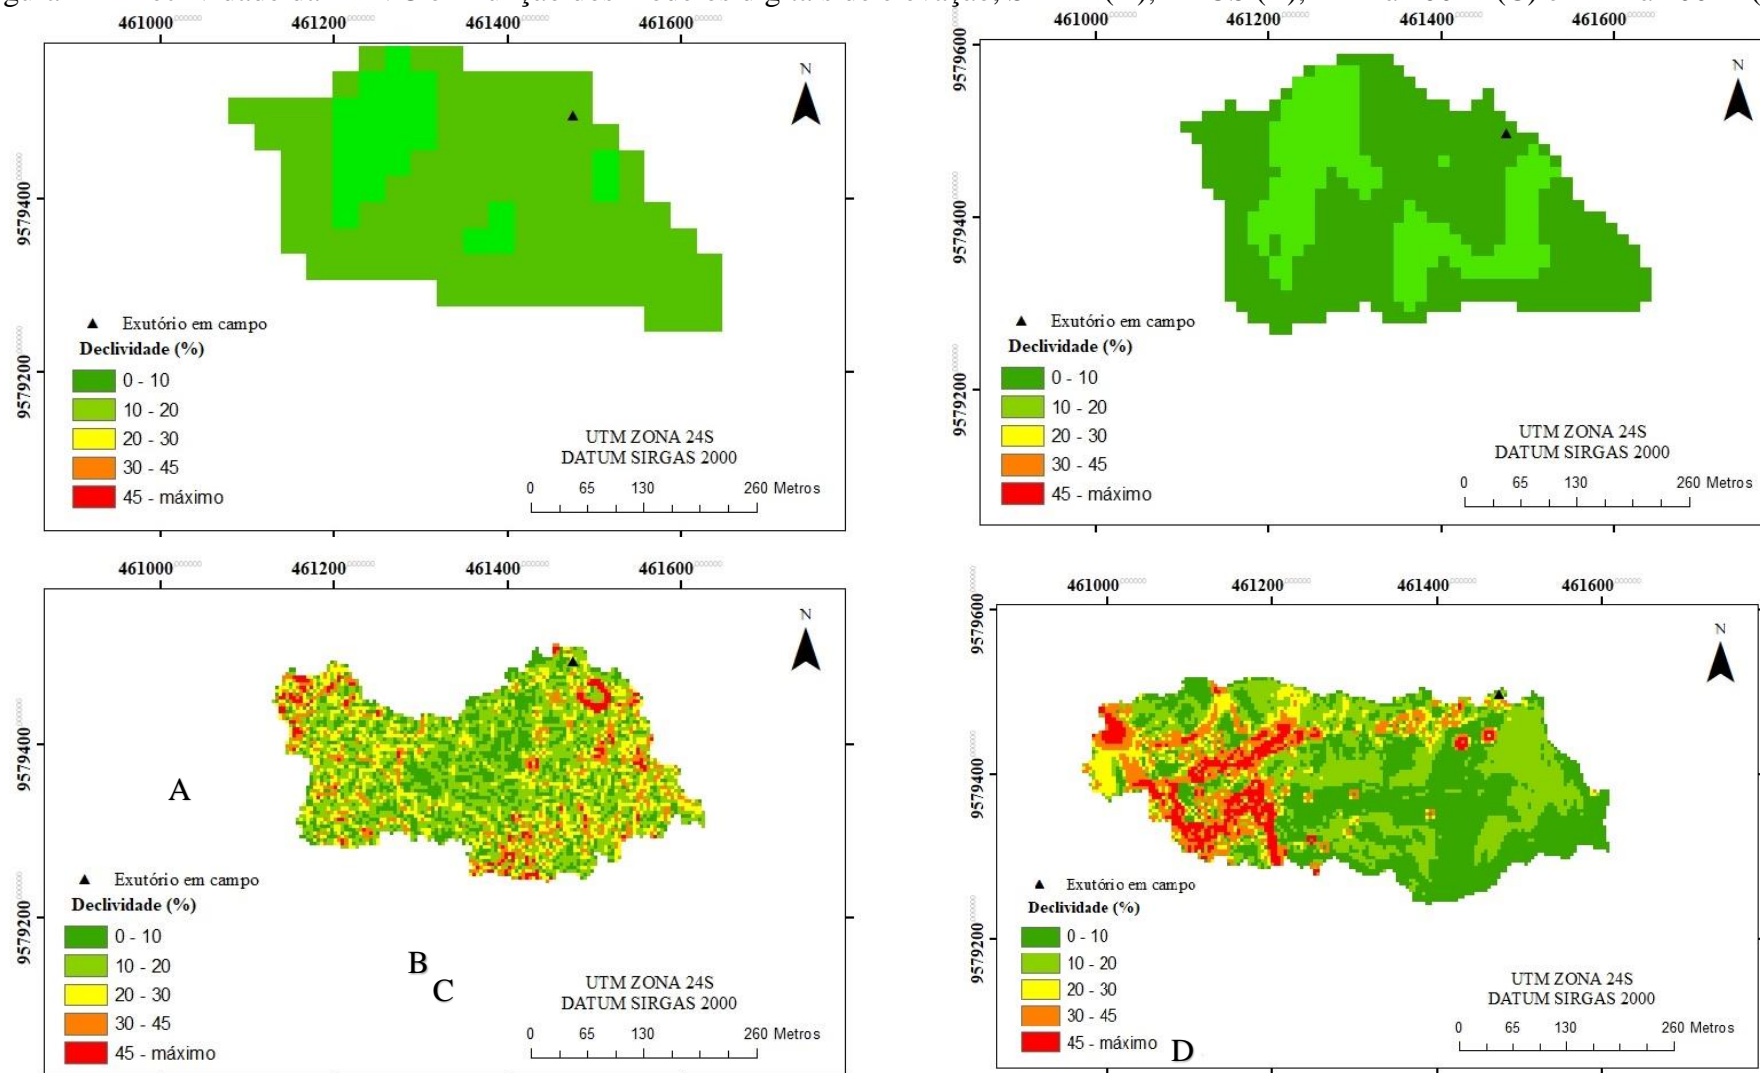 461000 461200 461400 461600
N
9579400
9579200
Exutório em campo
Declividade (%)
0 - 10
10 - 20
20 - 30
30 - 45
45 - máximo
UTM ZONA 24S
DATUM SIRGAS 2000
0 65 130 260 Metros
461000 461200 461400 461600
N
9579600
9579400
9579200
Exutório em campo
Declividade (%)
0 - 10
10 - 20
20 - 30
30 - 45
45 - máximo
UTM ZONA 24S
DATUM SIRGAS 2000
0 65 130 260 Metros
461000 461200 461400 461600
N
9579400
9579200
A
B
C
Exutório em campo
Declividade (%)
0 - 10
10 - 20
20 - 30
30 - 45
45 - máximo
UTM ZONA 24S
DATUM SIRGAS 2000
0 65 130 260 Metros
461000 461200 461400 461600
N
9579600
9579400
9579200
Exutório em campo
Declividade (%)
0 - 10
10 - 20
20 - 30
30 - 45
45 - máximo
D
UTM ZONA 24S
DATUM SIRGAS 2000
0 65 130 260 Metros